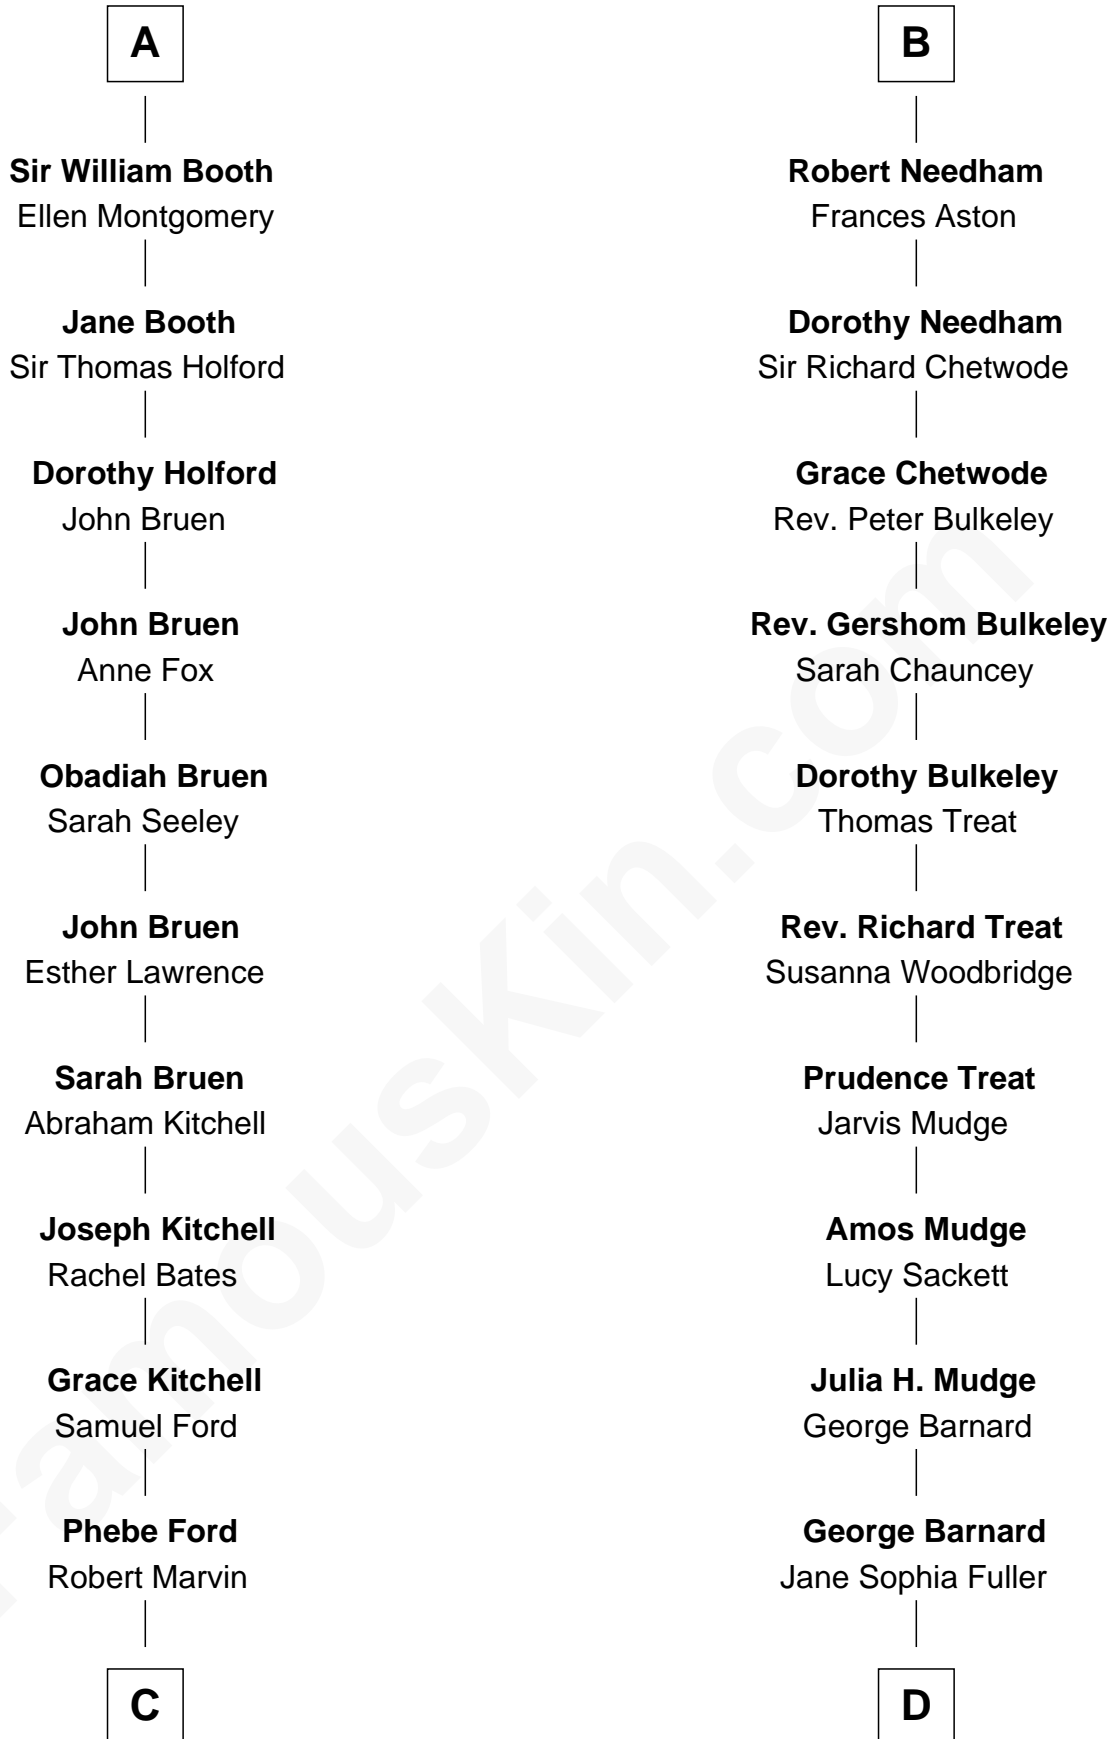 A
Sir William Booth
Ellen Montgomery
Jane Booth
Sir Thomas Holford
Dorothy Holford
John Bruen
John Bruen
Anne Fox
Obadiah Bruen
Sarah Seeley
John Bruen
Esther Lawrence
Sarah Bruen
Abraham Kitchell
Joseph Kitchell
Rachel Bates
Grace Kitchell
Samuel Ford
Phebe Ford
Robert Marvin
C
B
Robert Needham
Frances Aston
Dorothy Needham
Sir Richard Chetwode
Grace Chetwode
Rev. Peter Bulkeley
Rev. Gershom Bulkeley
Sarah Chauncey
Dorothy Bulkeley
Thomas Treat
Rev. Richard Treat
Susanna Woodbridge
Prudence Treat
Jarvis Mudge
Amos Mudge
Lucy Sackett
Julia H. Mudge
George Barnard
George Barnard
Jane Sophia Fuller
D
FamousKin.com